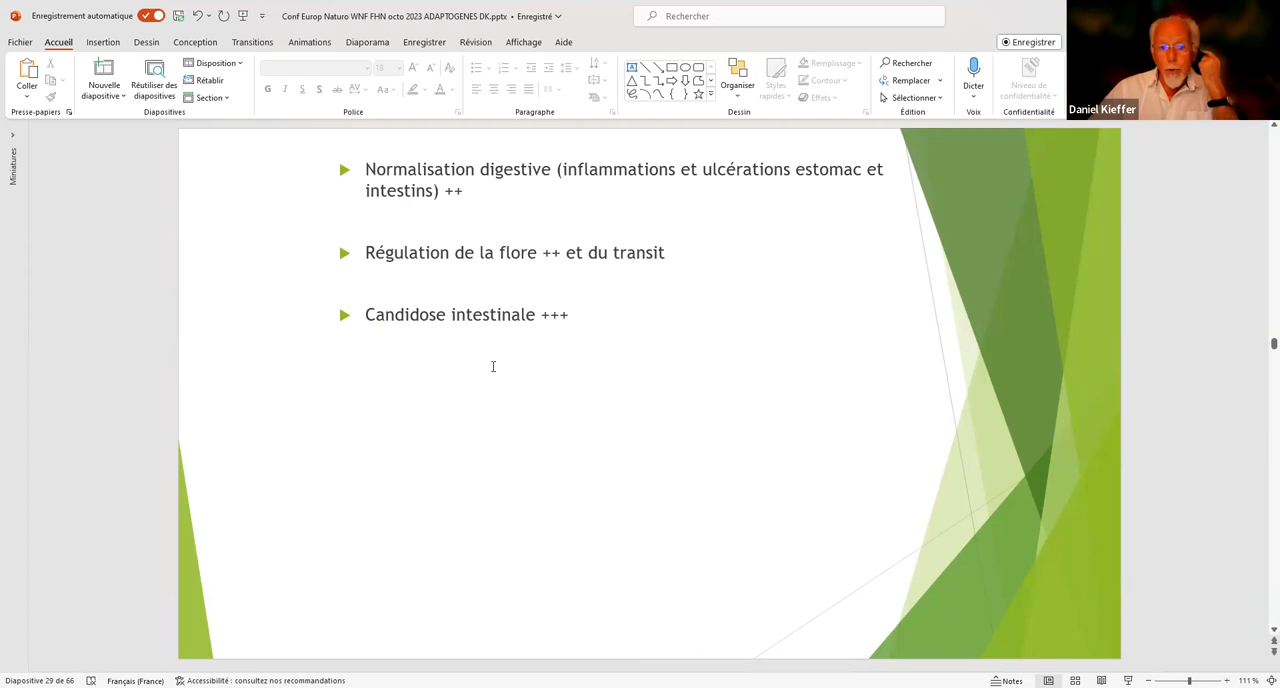 Enregistrement automatique
Conf Europ Naturo WNF FHN octo 2023 ADAPTOGENES DK.pptx • Enregistré
Rechercher
Fichier Accueil Insertion Dessin Conception Transitions Animations Diaporama Enregistrer Révision Affichage Aide
Enregistrer
Coller
Nouvelle diapositive
Réutiliser des diapositives
Disposition
Rétablir
Section
18
G I S S ab AV Aa A
Organiser
Styles rapides
Remplissage
Contour
Effets
Rechercher
Remplacer
Sélectionner
Dicter
Niveau de confidentialité
Presse-papiers Diapositives Police Paragraphe Dessin Édition Voix Confidentialité
Daniel Kieffer
Miniatures
Normalisation digestive (inflammations et ulcérations estomac et
intestins) ++
Régulation de la flore ++ et du transit
Candidose intestinale +++
Diapositive 29 de 66 Français (France) Accessibilité : consultez nos recommandations Notes 111 %